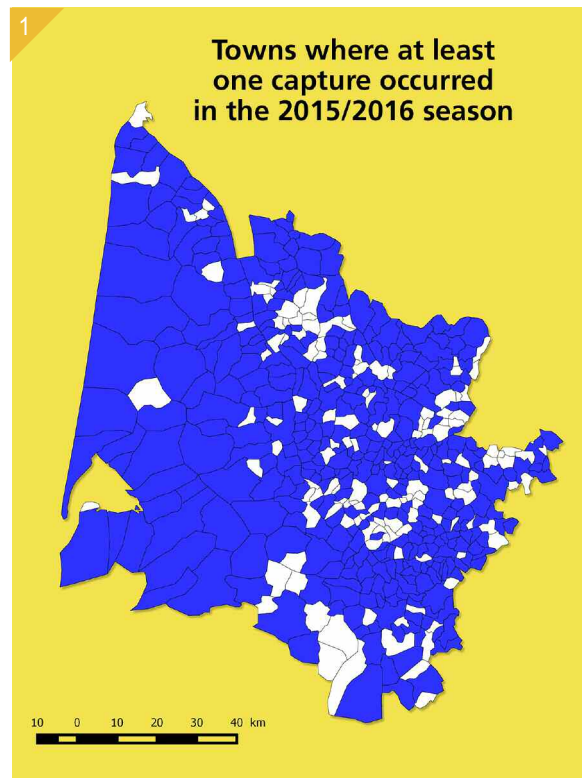 1
Towns where at least
one capture occurred
in the 2015/2016 season
10 0 10 20 30 40 km